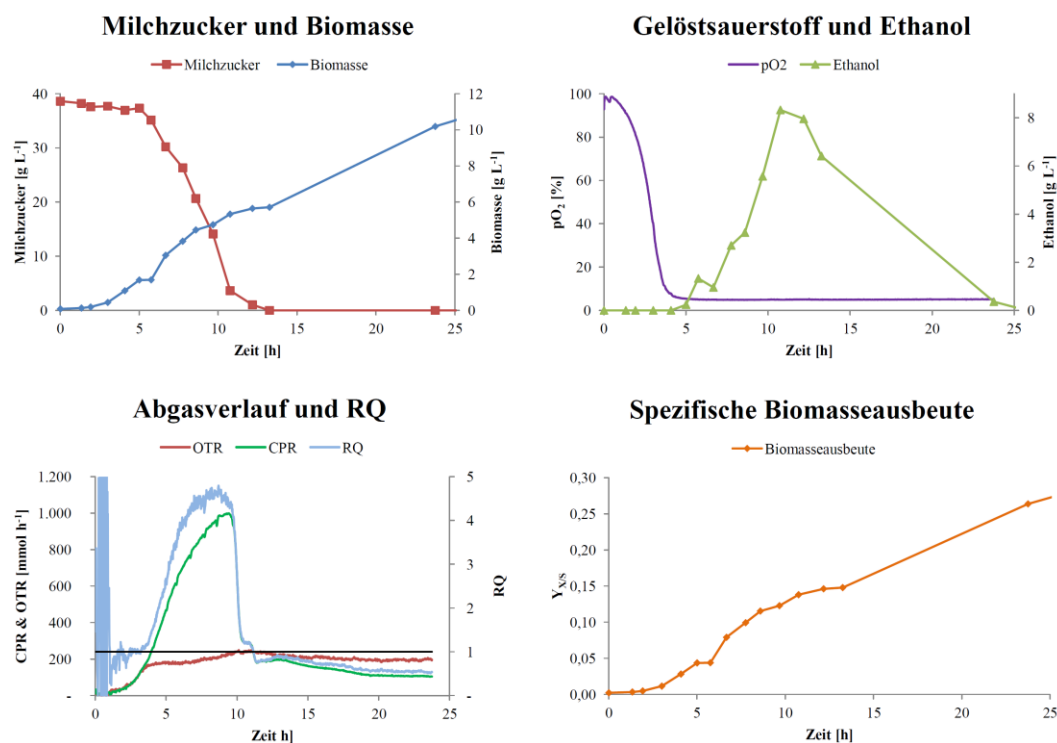 Milchzucker und Biomasse
Milchzucker Biomasse
40
30
20
10
0
Milchzucker [g L-1]
12
10
8
6
4
2
0
Biomasse [g L-1]
0 5 10 15 20 25
Zeit [h]
Gelöstsauerstoff und Ethanol
pO2 Ethanol
100
80
60
40
20
0
pO2 [%]
8
6
4
2
0
Ethanol [g L-1]
0 5 10 15 20 25
Zeit [h]
Abgasverlauf und RQ
OTR CPR RQ
1.200
1.000
800
600
400
200
-
CPR & OTR [mmol h-1]
5
4
3
2
1
-
RQ
0 5 10 15 20 25
Zeit h]
Spezifische Biomasseausbeute
Biomasseausbeute
0,30
0,25
0,20
0,15
0,10
0,05
0,00
YX/S
0 5 10 15 20 25
Zeit [h]